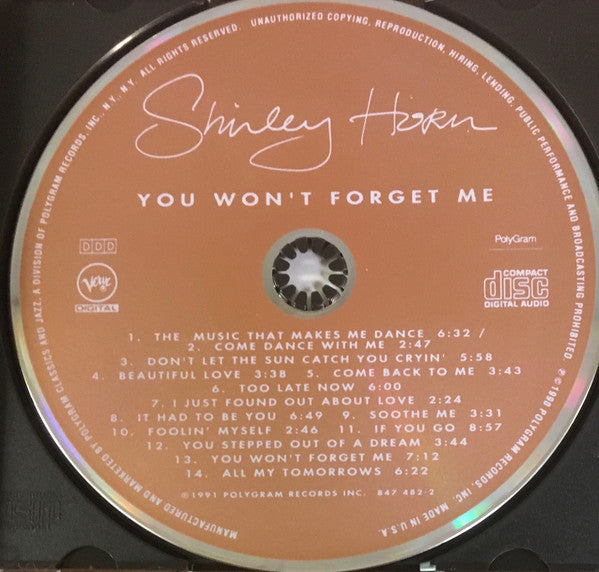 Shirley Horn
YOU WON'T FORGET ME
DDD
Verve
DIGITAL
PolyGram
COMPACT
disc
DIGITAL AUDIO
1. THE MUSIC THAT MAKES ME DANCE 6:32 /
2. COME DANCE WITH ME 2:47
3. DON'T LET THE SUN CATCH YOU CRYIN' 5:58
4. BEAUTIFUL LOVE 3:38 5. COME BACK TO ME 3:43
6. TOO LATE NOW 6:00
7. I JUST FOUND OUT ABOUT LOVE 2:24
8. IT HAD TO BE YOU 6:49 9. SOOTHE ME 3:31
10. FOOLIN' MYSELF 2:46 11. IF YOU GO 8:57
12. YOU STEPPED OUT OF A DREAM 3:44
13. YOU WON'T FORGET ME 7:12
14. ALL MY TOMORROWS 6:22
©1991 POLYGRAM RECORDS INC. 847 482-2
MANUFACTURED AND MARKETED BY POLYGRAM CLASSICS AND JAZZ, A DIVISION OF POLYGRAM RECORDS, INC., N.Y., N.Y. ALL RIGHTS RESERVED. UNAUTHORIZED COPYING, REPRODUCTION, HIRING, LENDING, PUBLIC PERFORMANCE AND BROADCASTING PROHIBITED. ℗©1990 POLYGRAM RECORDS, INC. MADE IN U.S.A.